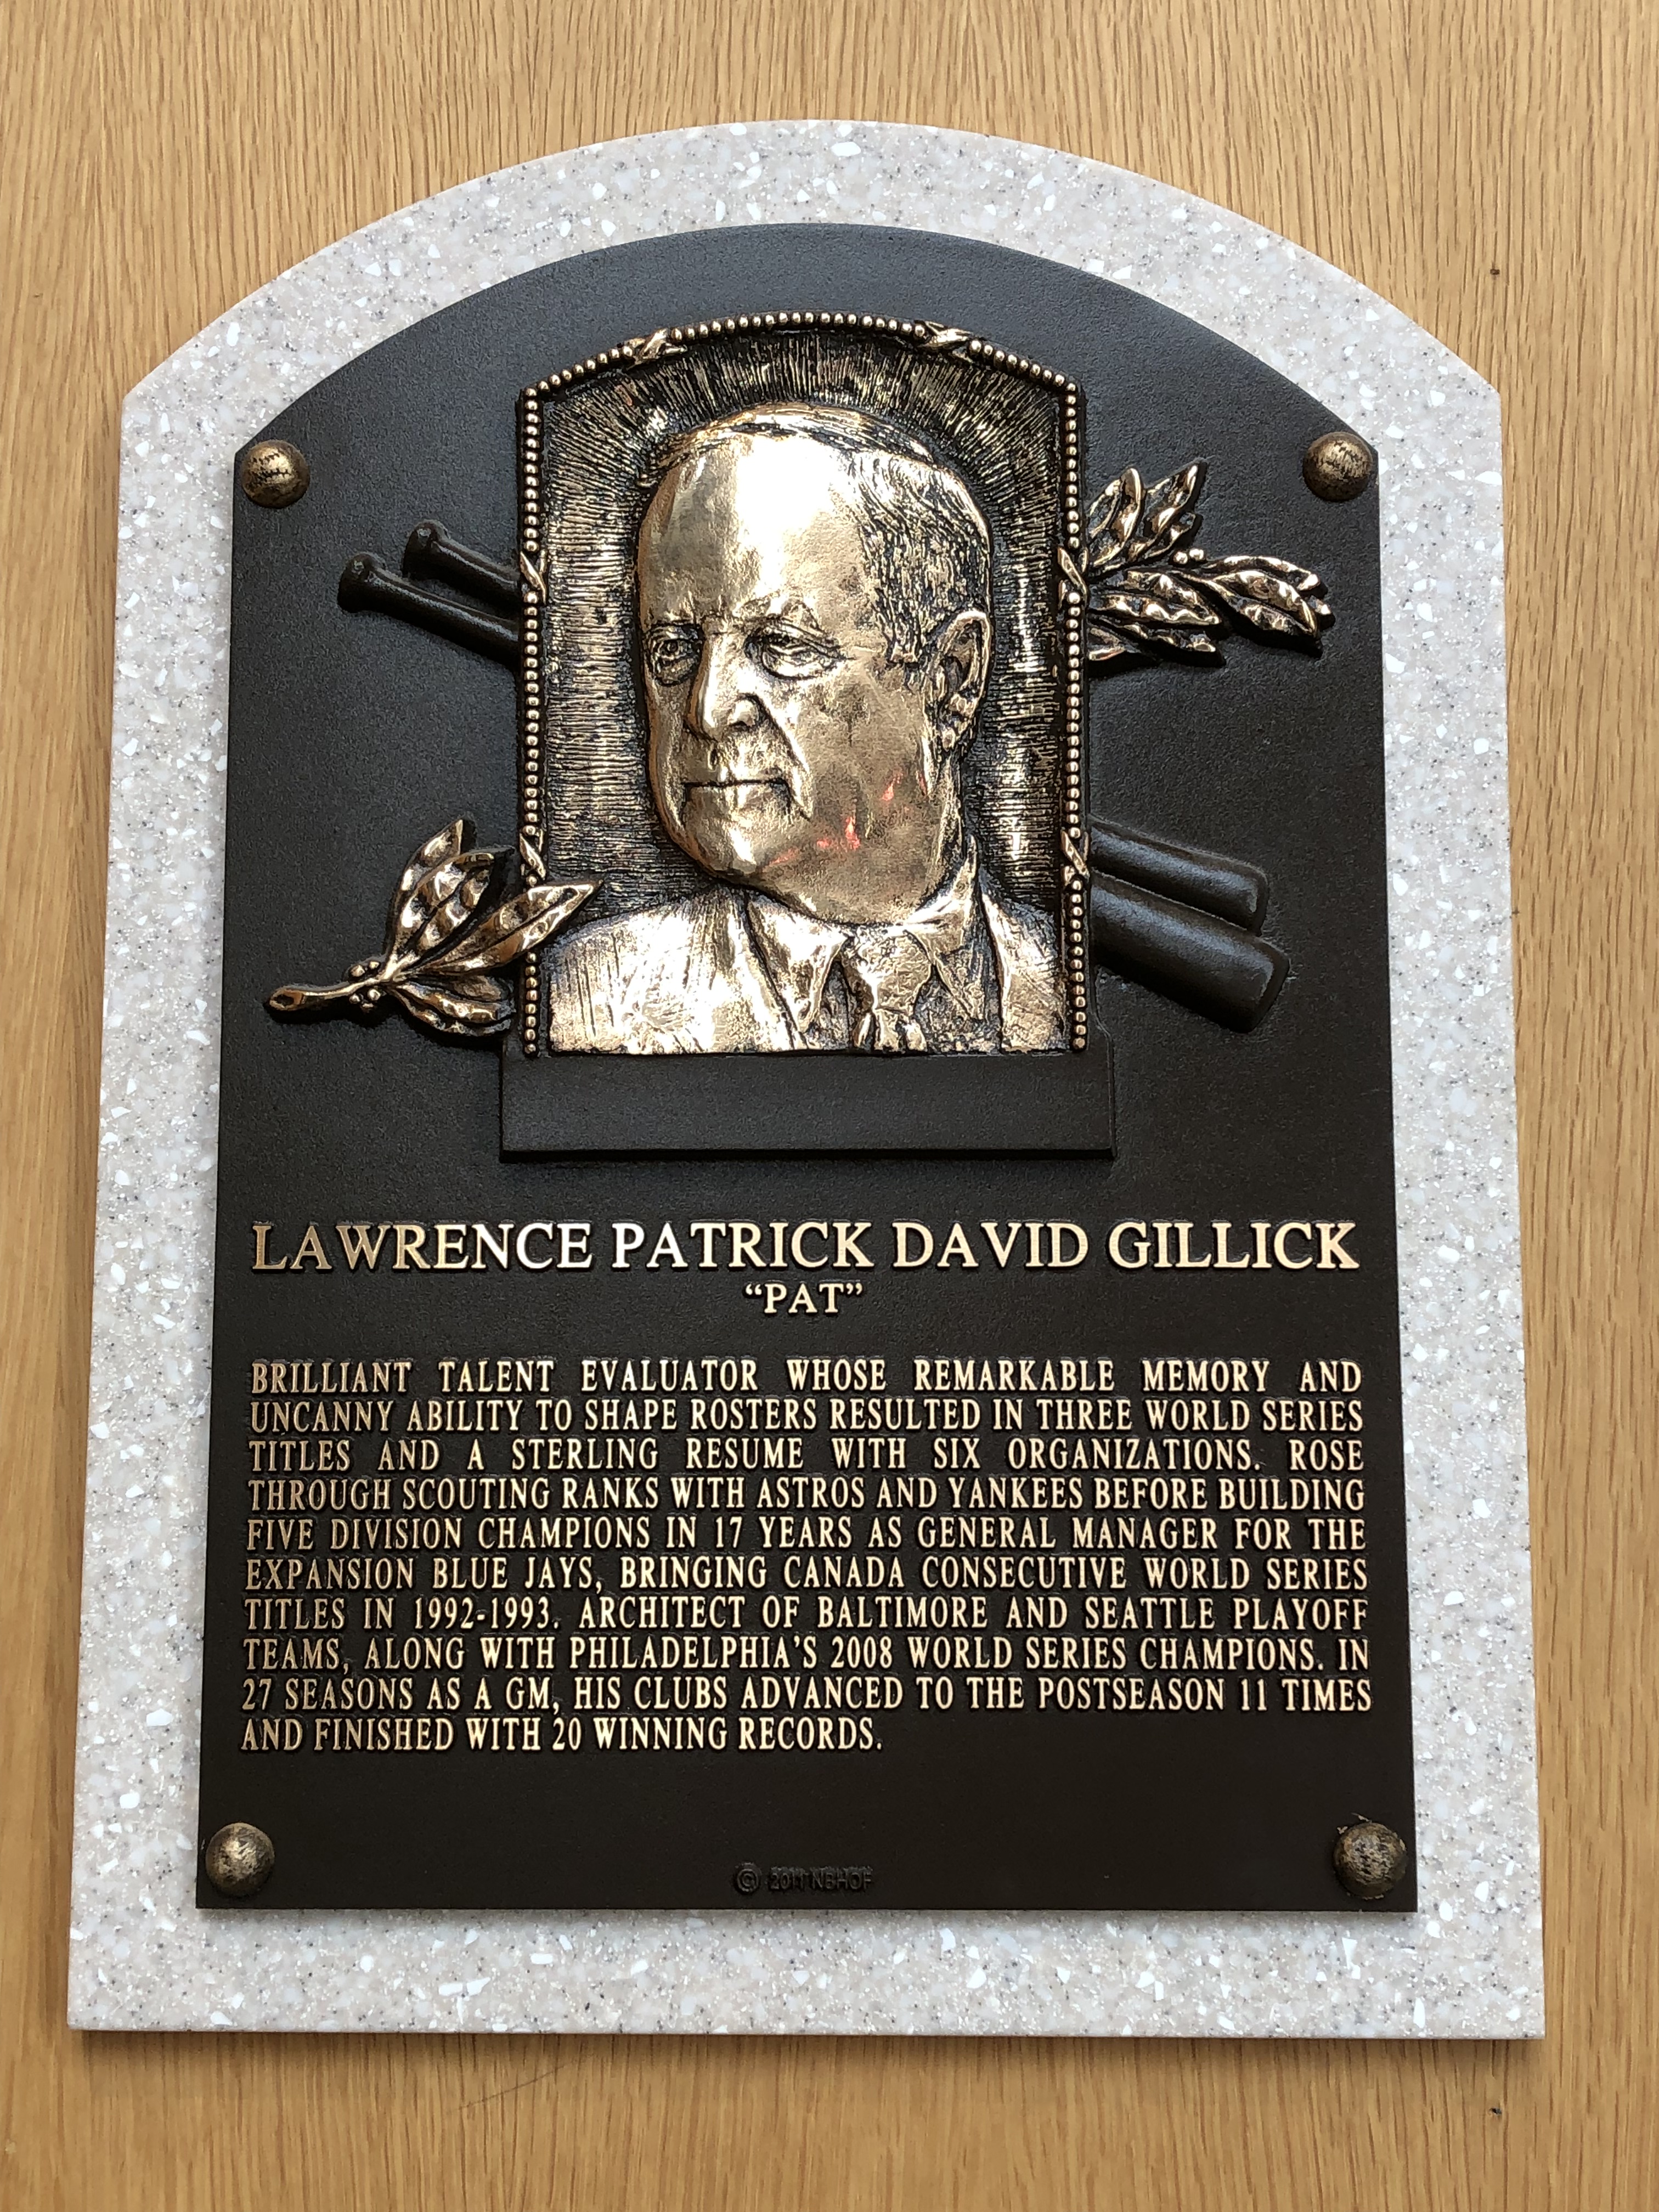 LAWRENCE PATRICK DAVID GILLICK
“PAT”
BRILLIANT TALENT EVALUATOR WHOSE REMARKABLE MEMORY AND
UNCANNY ABILITY TO SHAPE ROSTERS RESULTED IN THREE WORLD SERIES
TITLES AND A STERLING RESUME WITH SIX ORGANIZATIONS. ROSE
THROUGH SCOUTING RANKS WITH ASTROS AND YANKEES BEFORE BUILDING
FIVE DIVISION CHAMPIONS IN 17 YEARS AS GENERAL MANAGER FOR THE
EXPANSION BLUE JAYS, BRINGING CANADA CONSECUTIVE WORLD SERIES
TITLES IN 1992-1993. ARCHITECT OF BALTIMORE AND SEATTLE PLAYOFF
TEAMS, ALONG WITH PHILADELPHIA’S 2008 WORLD SERIES CHAMPIONS. IN
27 SEASONS AS A GM, HIS CLUBS ADVANCED TO THE POSTSEASON 11 TIMES
AND FINISHED WITH 20 WINNING RECORDS.
© 2011 NBHOF